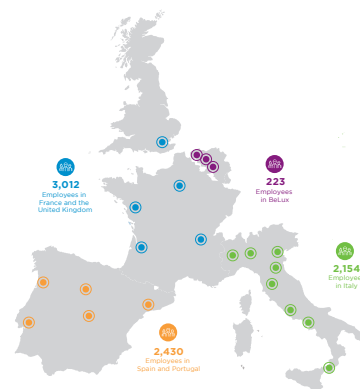 3,012
Employees in
France and the
United Kingdom
223
Employees
in BeLux
2,154
Employees
in Italy
2,430
Employees in
Spain and Portugal